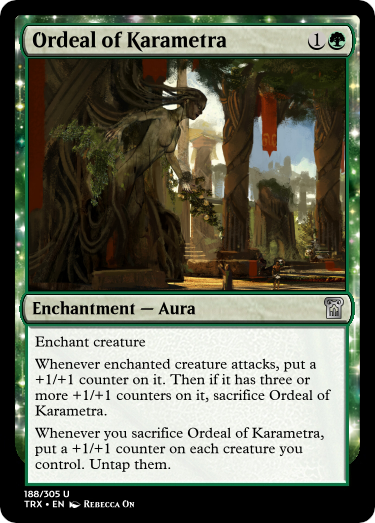 Ordeal of Karametra 1
Enchantment — Aura
Enchant creature
Whenever enchanted creature attacks, put a
+1/+1 counter on it. Then if it has three or
more +1/+1 counters on it, sacrifice Ordeal of
Karametra.
Whenever you sacrifice Ordeal of Karametra,
put a +1/+1 counter on each creature you
control. Untap them.
188/305 U
TRX • EN Rebecca On